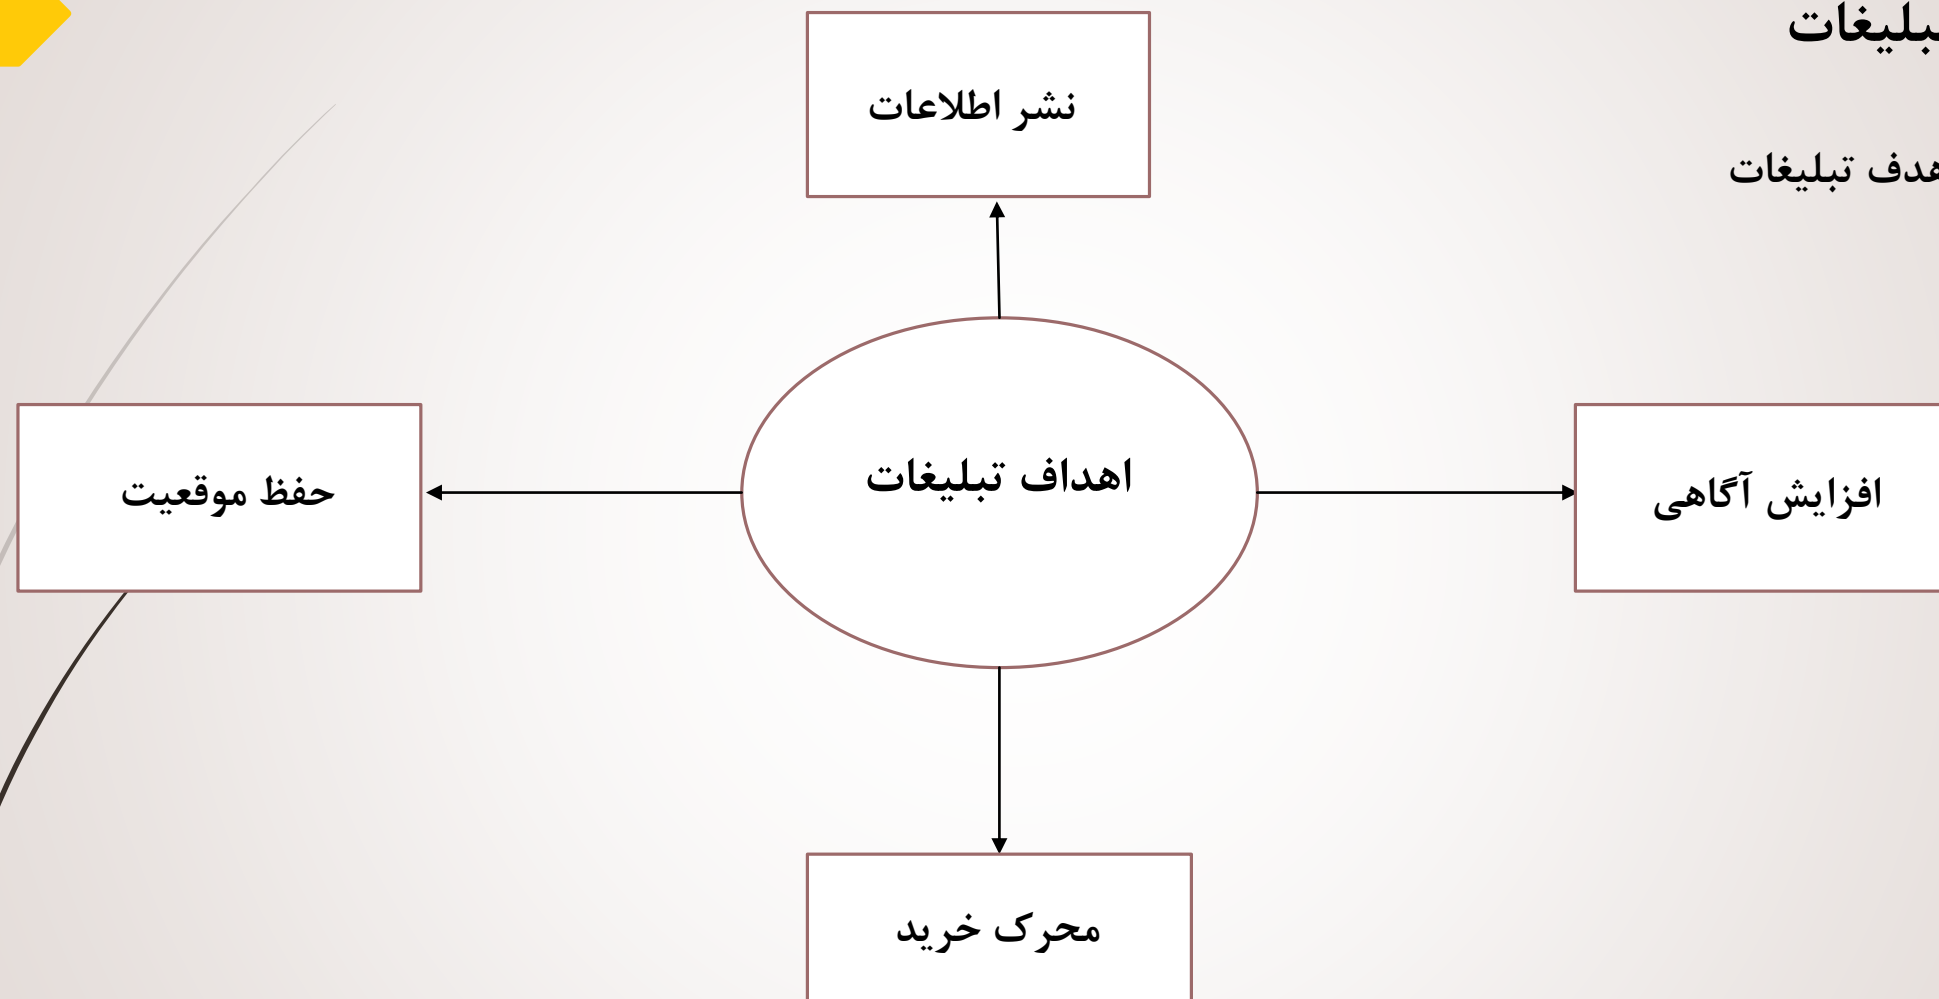 تبلیغات
هدف تبلیغات
نشر اطلاعات
اهداف تبلیغات
افزایش آگاهی
حفظ موقعیت
محرک خرید